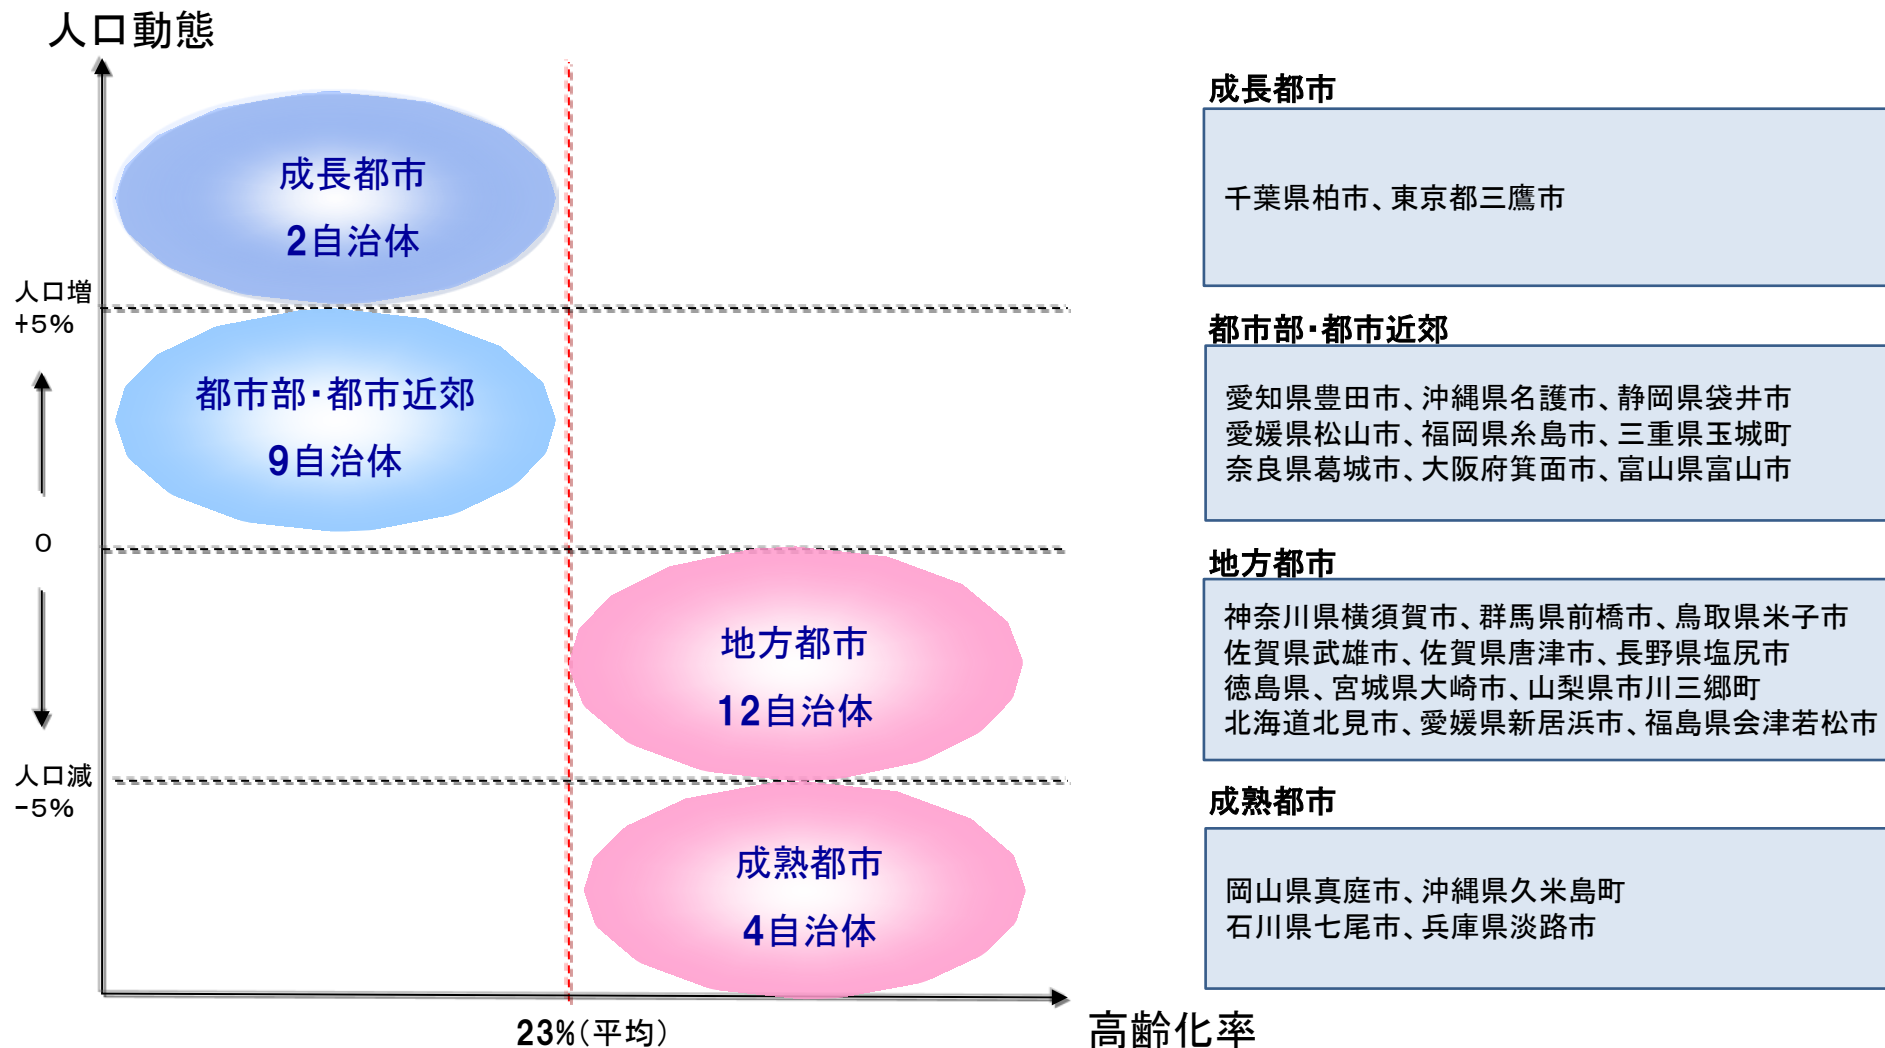 人口動態
成長都市
2自治体
人口増
+5%
都市部・都市近郊
9自治体
0
地方都市
12自治体
人口減
-5%
成熟都市
4自治体
23%(平均)
高齢化率
成長都市
千葉県柏市、東京都三鷹市
都市部・都市近郊
愛知県豊田市、沖縄県名護市、静岡県袋井市
愛媛県松山市、福岡県糸島市、三重県玉城町
奈良県葛城市、大阪府箕面市、富山県富山市
地方都市
神奈川県横須賀市、群馬県前橋市、鳥取県米子市
佐賀県武雄市、佐賀県唐津市、長野県塩尻市
徳島県、宮城県大崎市、山梨県市川三郷町
北海道北見市、愛媛県新居浜市、福島県会津若松市
成熟都市
岡山県真庭市、沖縄県久米島町
石川県七尾市、兵庫県淡路市